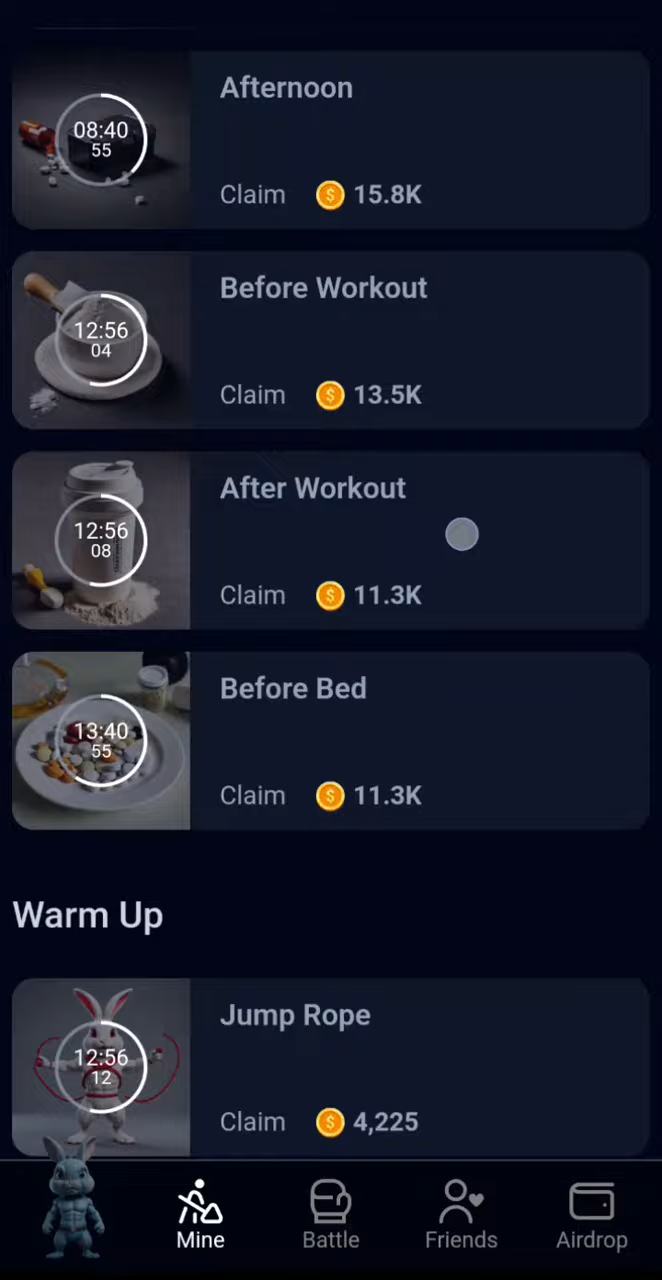 Afternoon
08:40
55
Claim $ 15.8K
Before Workout
12:56
04
Claim $ 13.5K
After Workout
12:56
08
Claim $ 11.3K
Before Bed
13:40
55
Claim $ 11.3K
Warm Up
Jump Rope
12:56
12
Claim $ 4,225
Mine
Battle
Friends
Airdrop